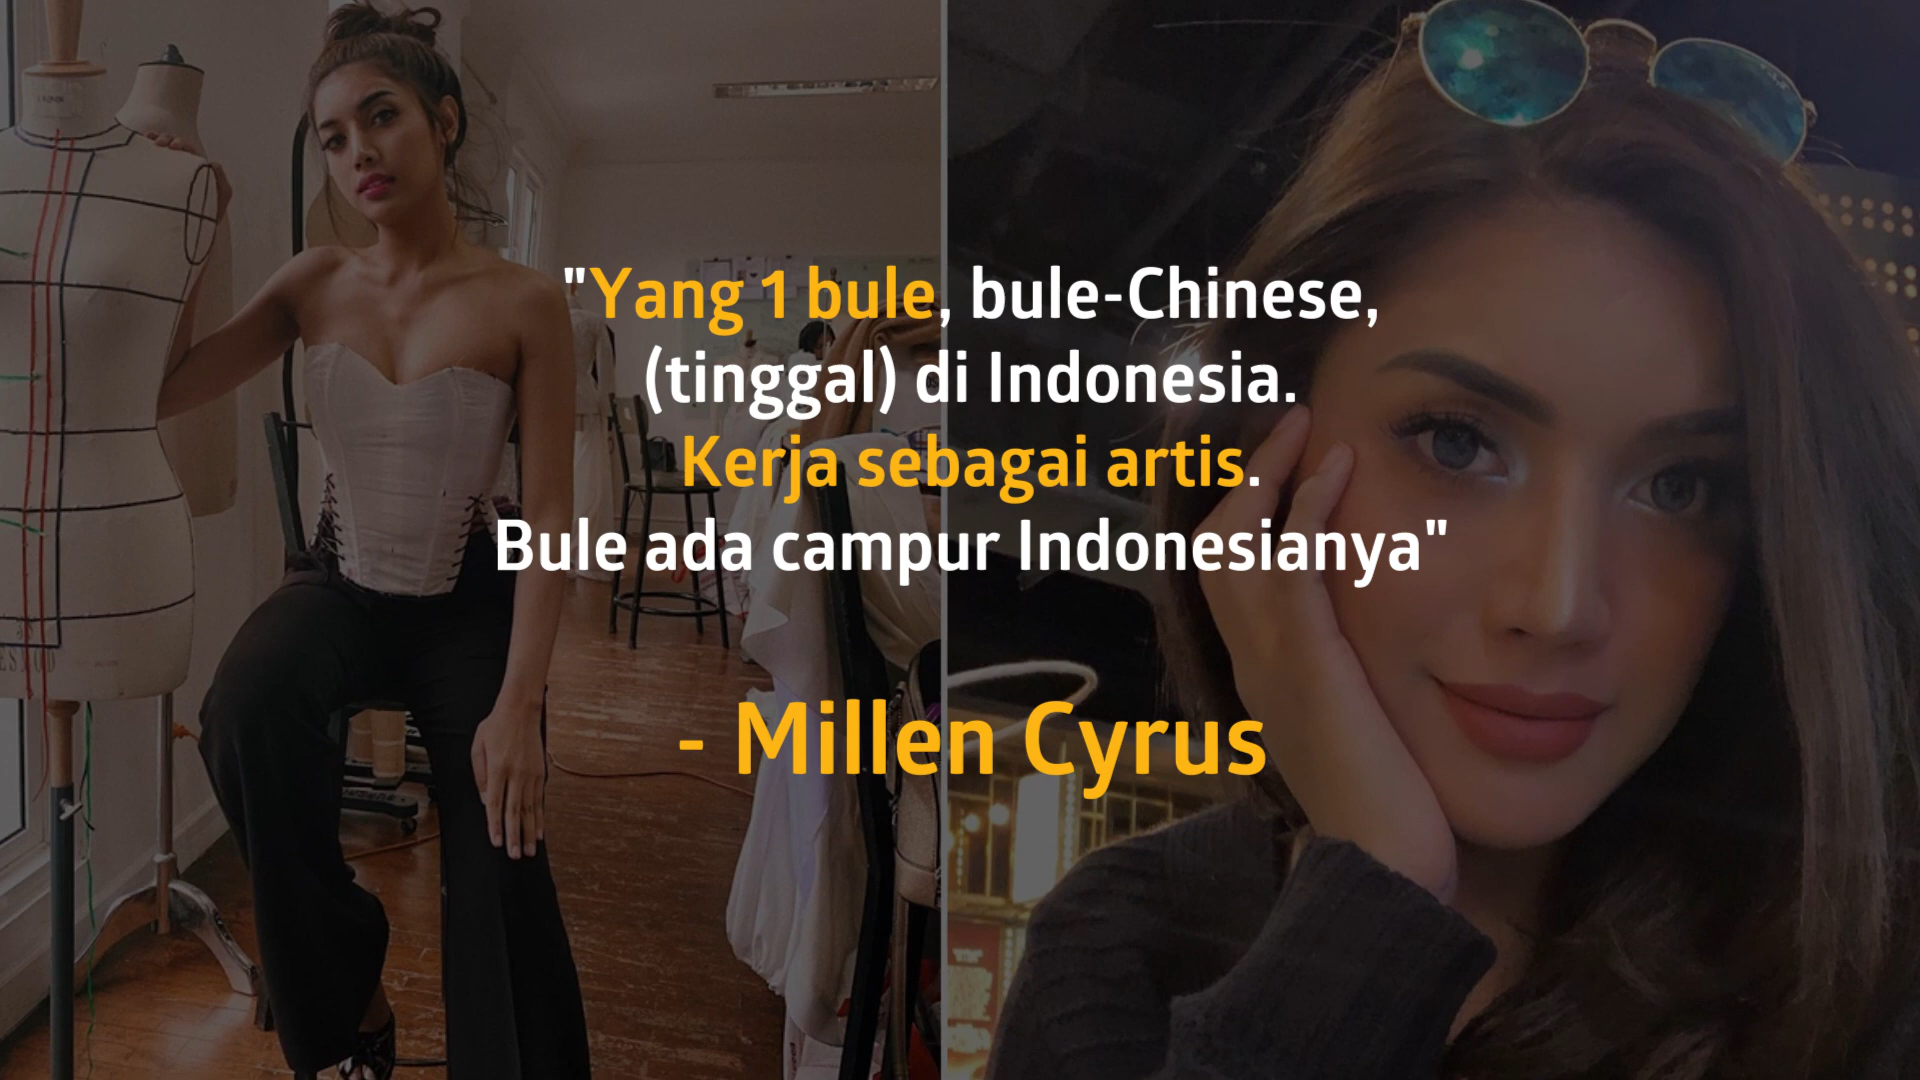 "Yang 1 bule, bule-Chinese,
(tinggal) di Indonesia.
Kerja sebagai artis.
Bule ada campur Indonesianya"
- Millen Cyrus